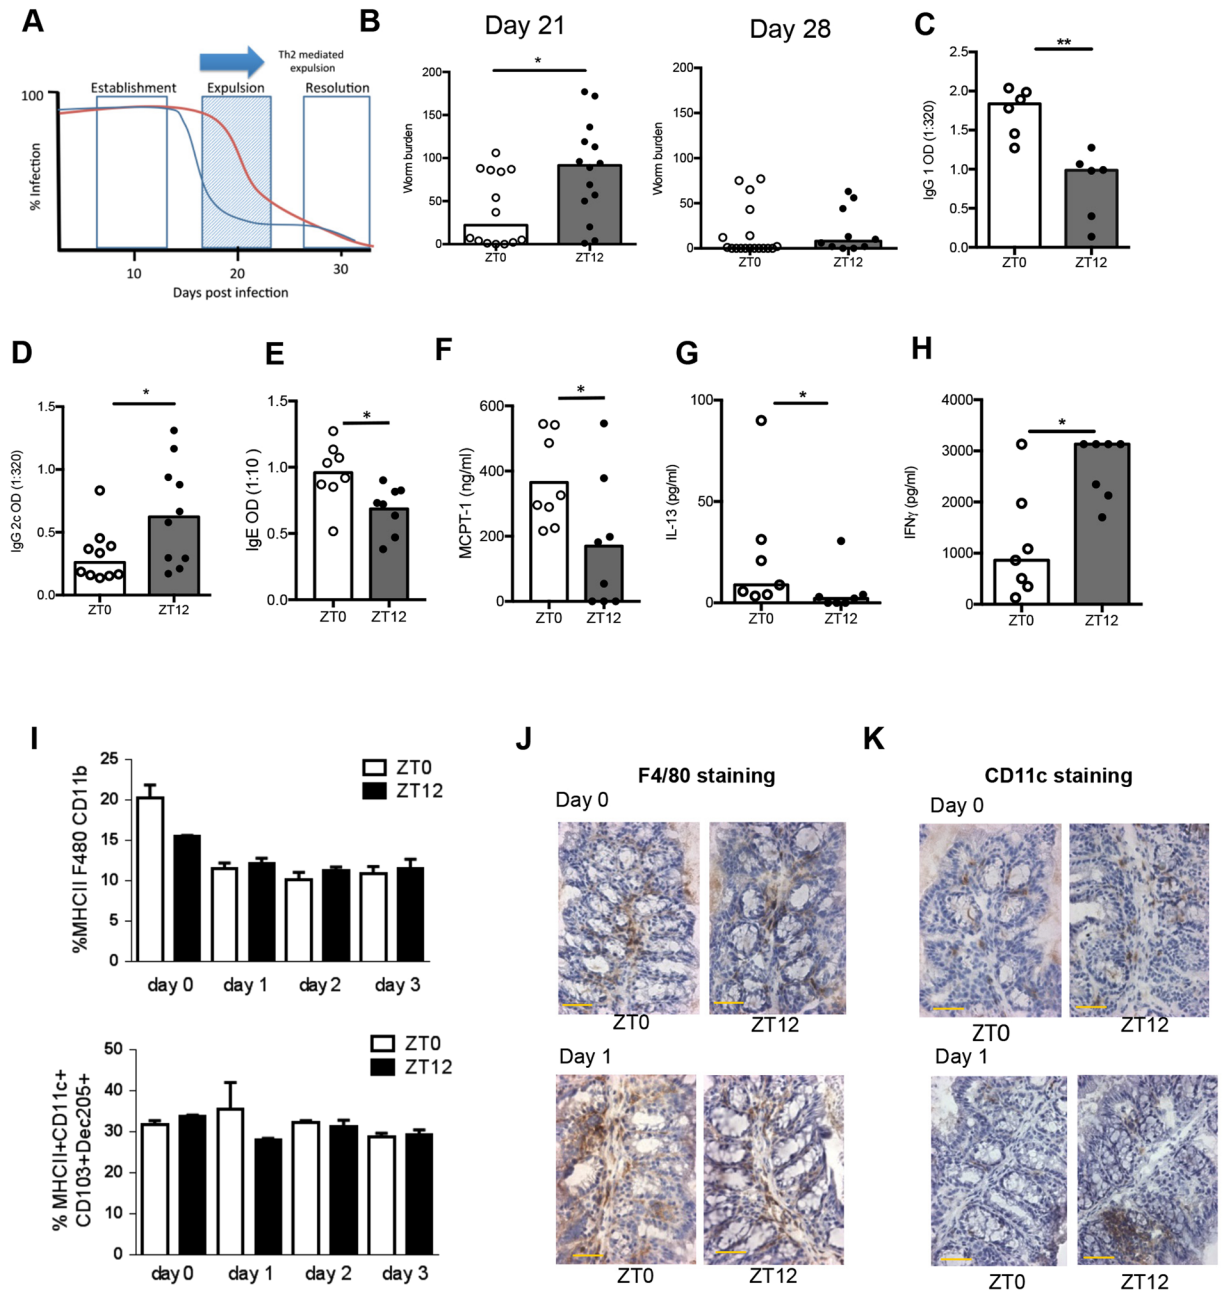 A
Th2 mediated
expulsion
Establishment
Expulsion
Resolution
100
% Infection
10
20
30
Days post infection
B
Day 21
*
200
150
100
50
0
Worm burden
ZT0
ZT12
Day 28
200
150
100
50
0
Worm burden
ZT0
ZT12
C
**
2.5
2.0
1.5
1.0
0.5
0.0
IgG 1 OD (1:320)
ZT0
ZT12
D
*
1.5
1.0
0.5
0.0
IgG 2c OD (1:320)
ZT0
ZT12
E
*
1.5
1.0
0.5
0.0
IgE OD (1:10 )
ZT0
ZT12
F
*
600
400
200
0
MCPT-1 (ng/ml)
ZT0
ZT12
G
*
100
50
0
IL-13 (pg/ml)
ZT0
ZT12
H
*
4000
3000
2000
1000
0
IFNγ (pg/ml)
ZT0
ZT12
I
25
20
15
10
5
0
%MHCII F480 CD11b
ZT0
ZT12
day 0
day 1
day 2
day 3
50
40
30
20
10
0
% MHCII+CD11c+
CD103+Dec205+
ZT0
ZT12
day 0
day 1
day 2
day 3
J
F4/80 staining
Day 0
ZT0
ZT12
Day 1
ZT0
ZT12
K
CD11c staining
Day 0
ZT0
ZT12
Day 1
ZT0
ZT12